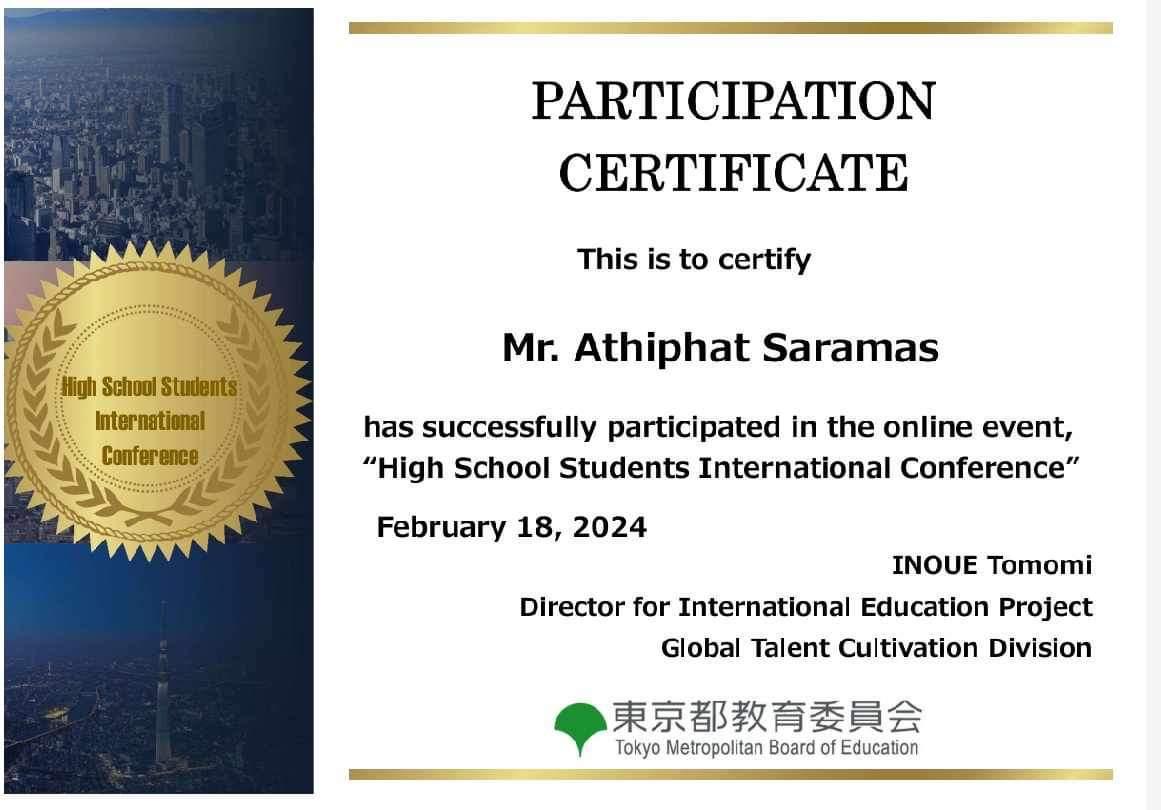 PARTICIPATION
CERTIFICATE
This is to certify
Mr. Athiphat Saramas
has successfully participated in the online event,
“High School Students International Conference”
February 18, 2024
INOUE Tomomi
Director for International Education Project
Global Talent Cultivation Division
東京都教育委員会
Tokyo Metropolitan Board of Education
High School Students
International
Conference